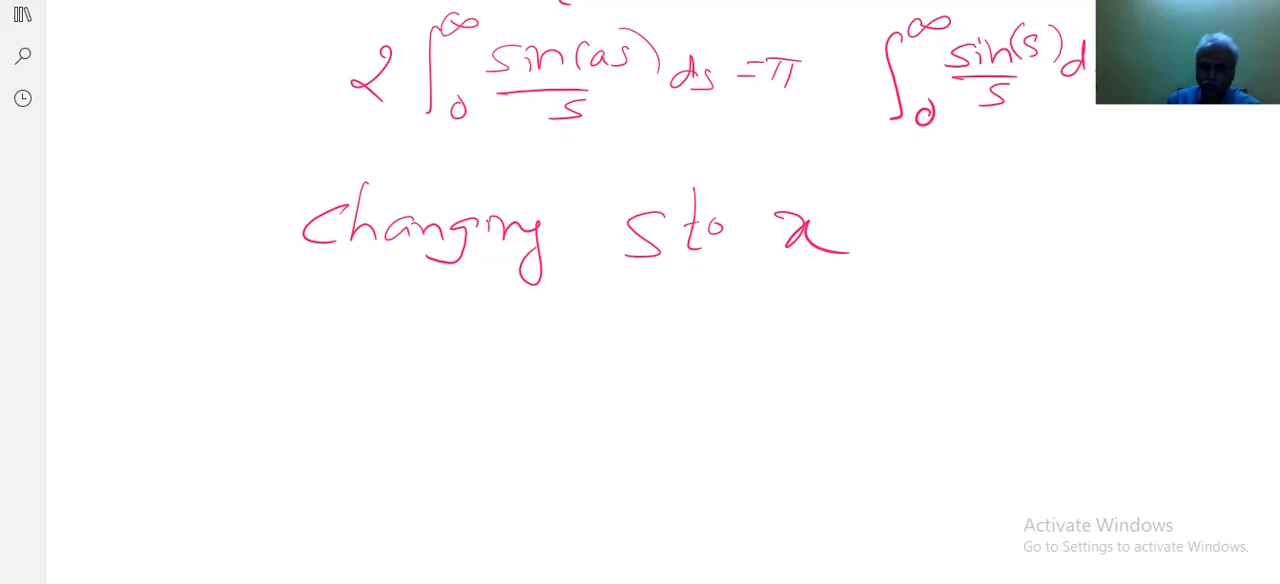 2 ∫₀^∞ sin(as)/s ds = π ∫₀^∞ sin(s)/s d
Changing s to x
Activate Windows
Go to Settings to activate Windows.